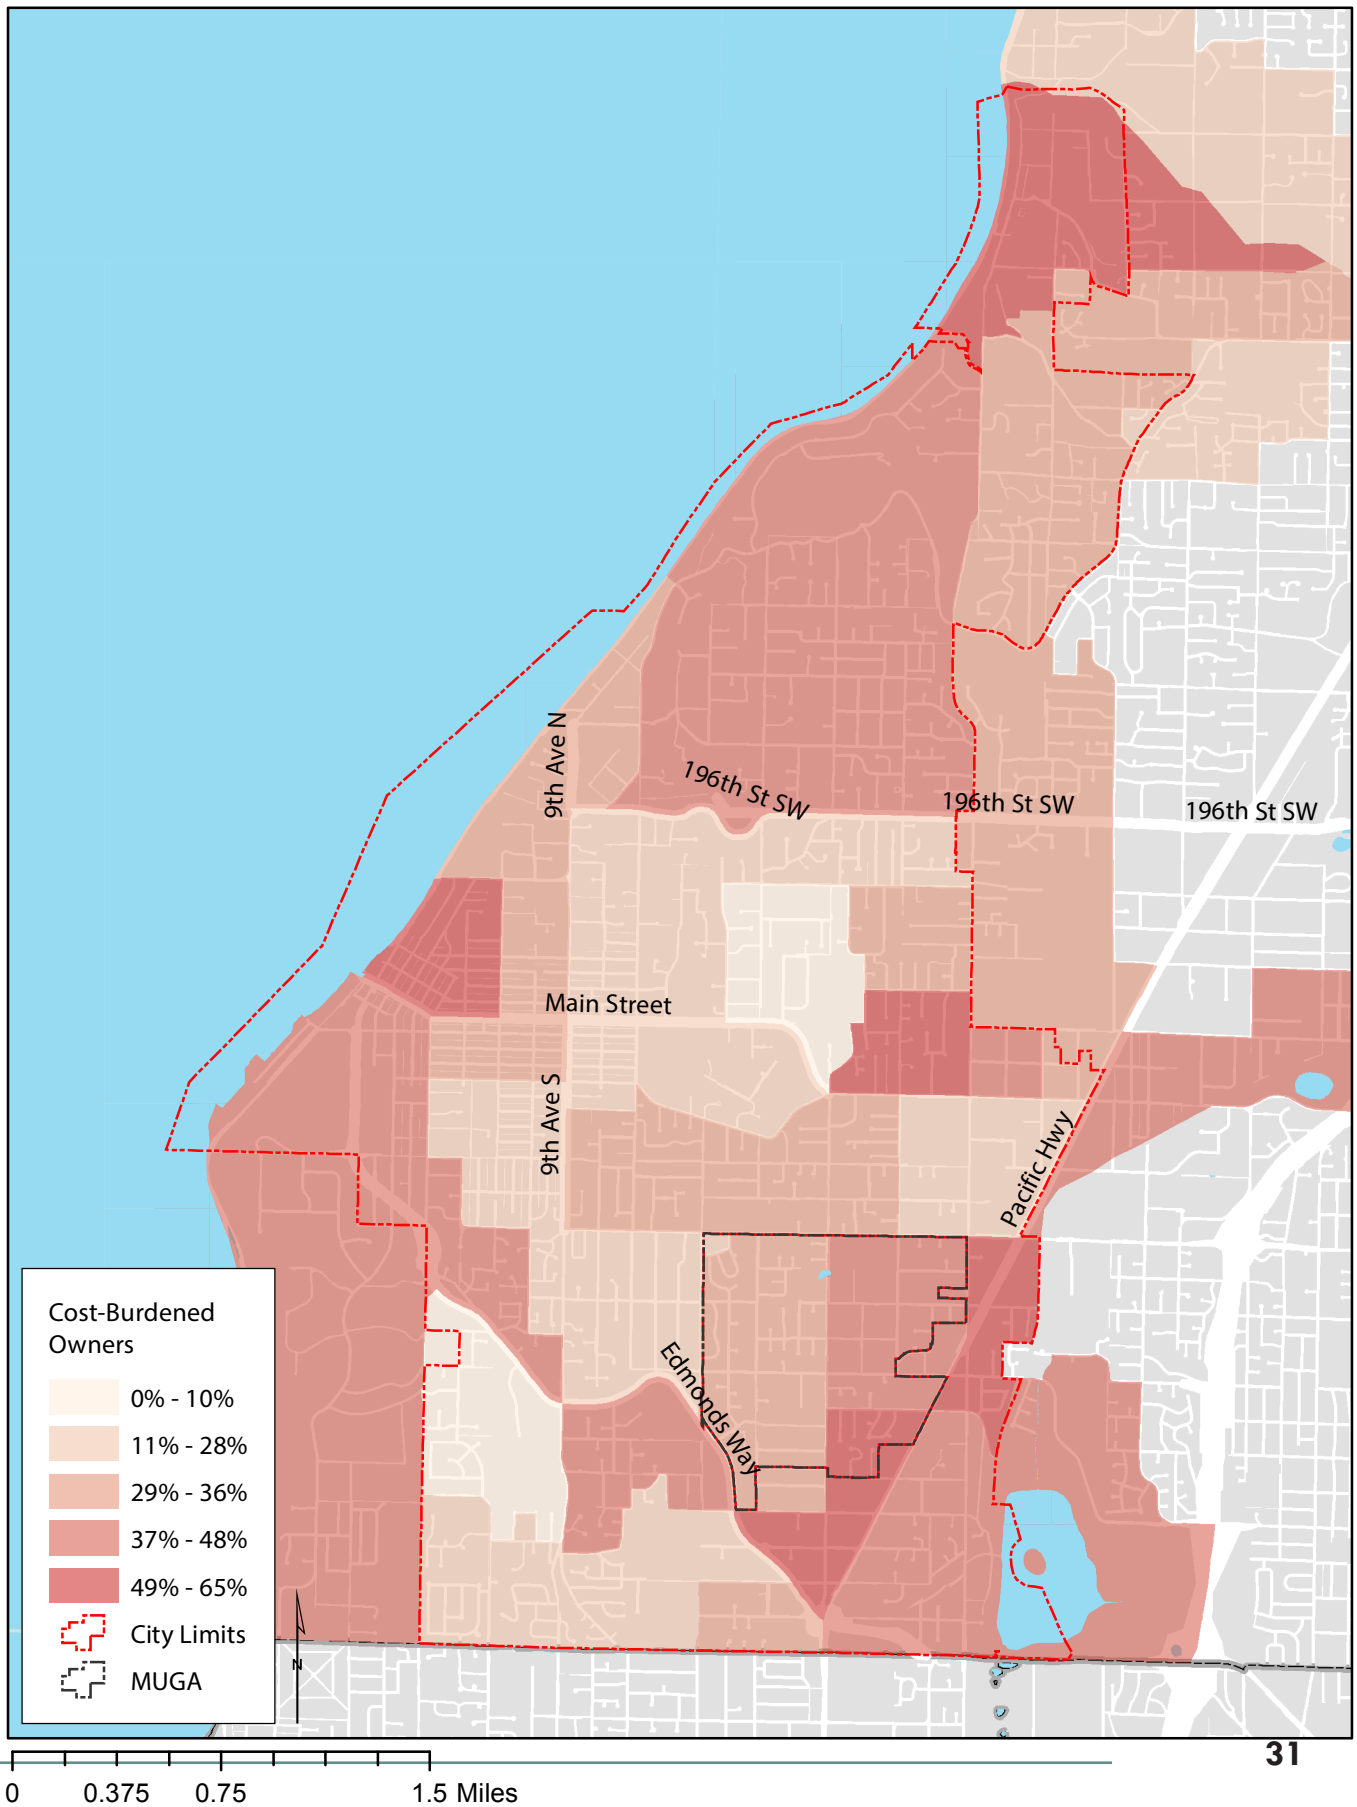 9th Ave N
196th St SW
196th St SW
196th St SW
Main Street
9th Ave S
Pacific Hwy
Edmonds Way
Cost-Burdened
Owners
0% - 10%
11% - 28%
29% - 36%
37% - 48%
49% - 65%
City Limits
MUGA
N
31
0 0.375 0.75 1.5 Miles